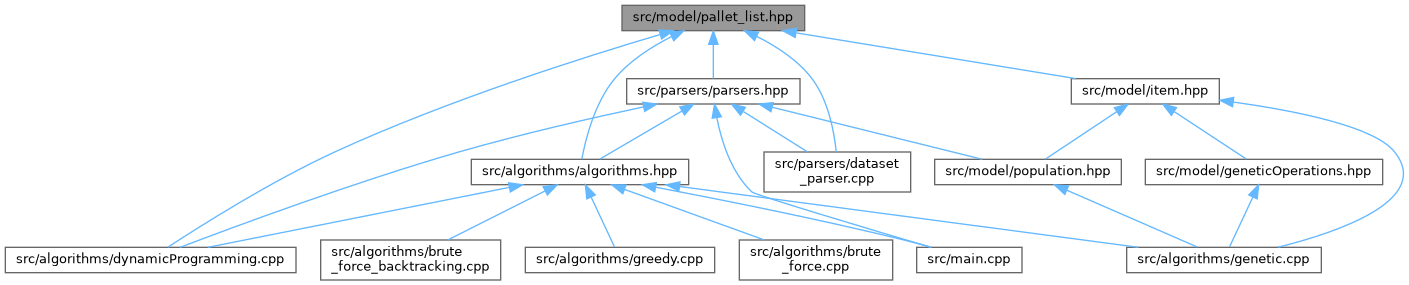 src/model/pallet_list.hpp
src/parsers/parsers.hpp
src/model/item.hpp
src/algorithms/algorithms.hpp
src/parsers/dataset
_parser.cpp
src/model/population.hpp
src/model/geneticOperations.hpp
src/algorithms/dynamicProgramming.cpp
src/algorithms/brute
_force_backtracking.cpp
src/algorithms/greedy.cpp
src/algorithms/brute
_force.cpp
src/main.cpp
src/algorithms/genetic.cpp